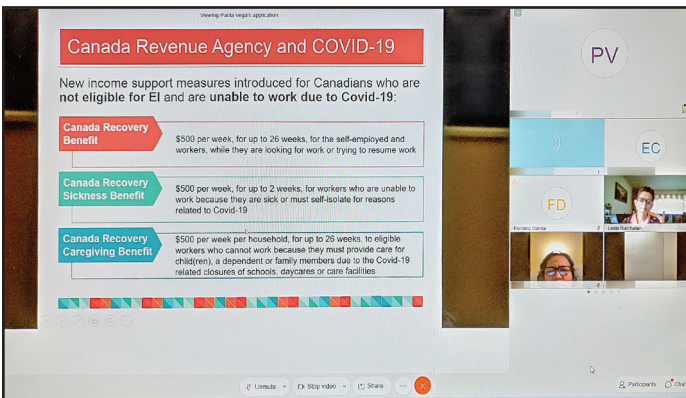 Viewing Paola Vega's application
Canada Revenue Agency and COVID-19
New income support measures introduced for Canadians who are
not eligible for EI and are unable to work due to Covid-19:
Canada Recovery
Benefit
$500 per week, for up to 26 weeks, for the self-employed and
workers, while they are looking for work or trying to resume work
Canada Recovery
Sickness Benefit
$500 per week, for up to 2 weeks, for workers who are unable to
work because they are sick or must self-isolate for reasons
related to Covid-19
Canada Recovery
Caregiving Benefit
$500 per week per household, for up to 26 weeks, to eligible
workers who cannot work because they must provide care for
child(ren), a dependent or family members due to the Covid-19
related closures of schools, daycares or care facilities
PV
EC
FD
Unmute
Stop video
Share
Participants
Chat